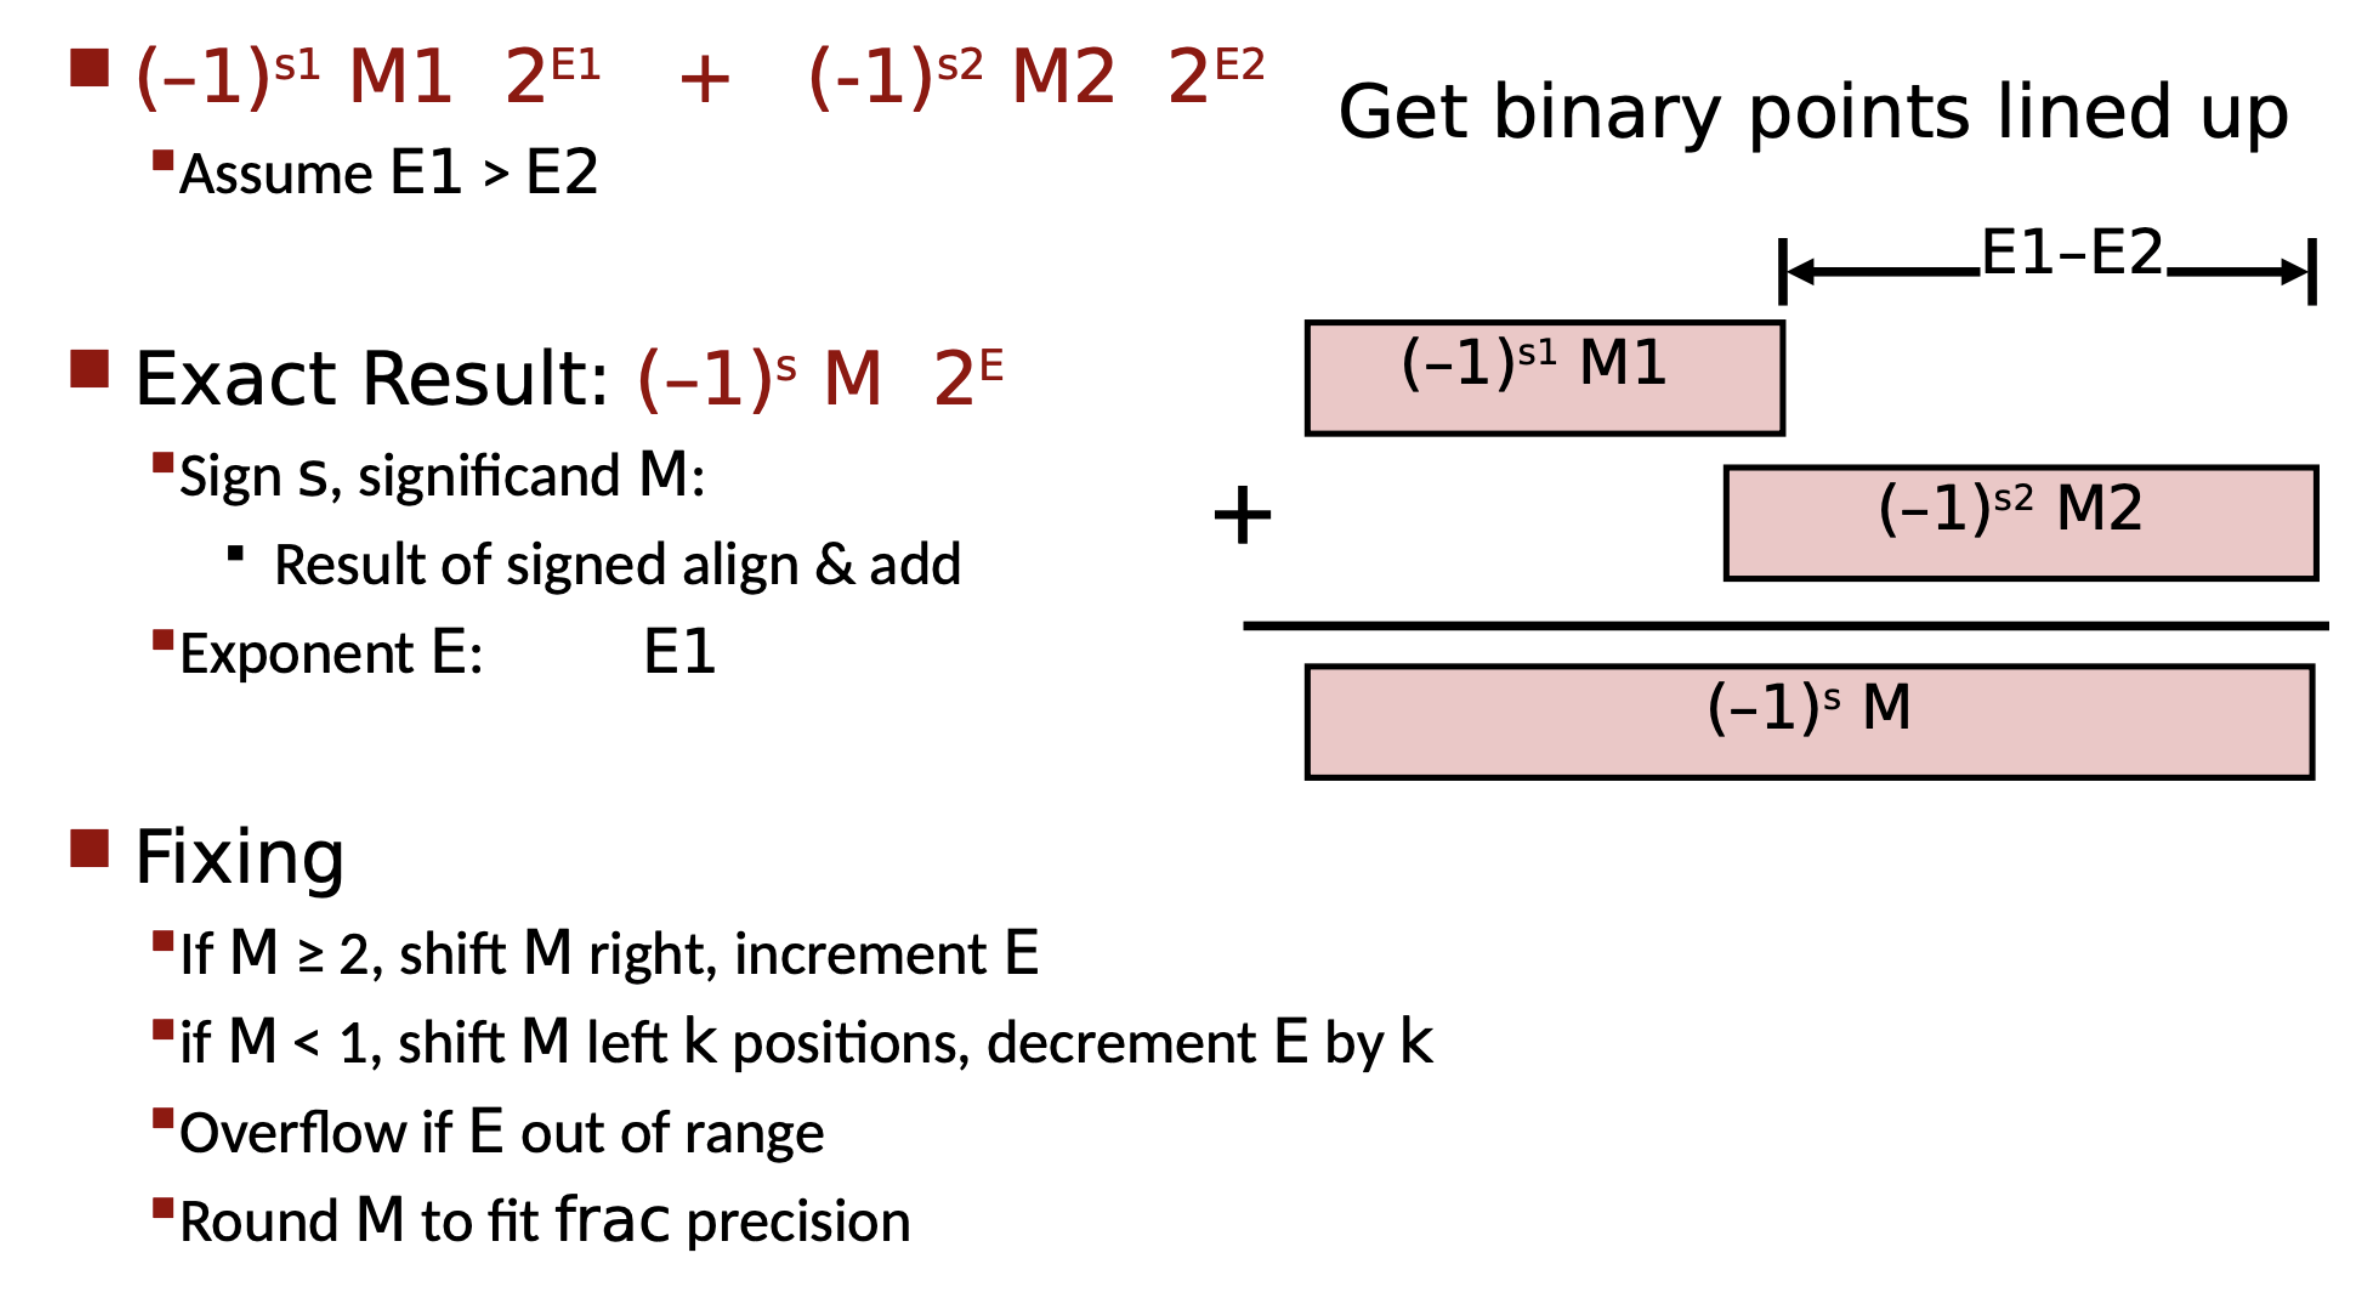 (–1)^s1 M1 2^E1 + (-1)^s2 M2 2^E2
Assume E1 > E2
Exact Result: (–1)^s M 2^E
Sign s, significand M:
Result of signed align & add
Exponent E: E1
Fixing
If M ≥ 2, shift M right, increment E
if M < 1, shift M left k positions, decrement E by k
Overflow if E out of range
Round M to fit frac precision
Get binary points lined up
E1–E2
(–1)^s1 M1
+
(–1)^s2 M2
(–1)^s M